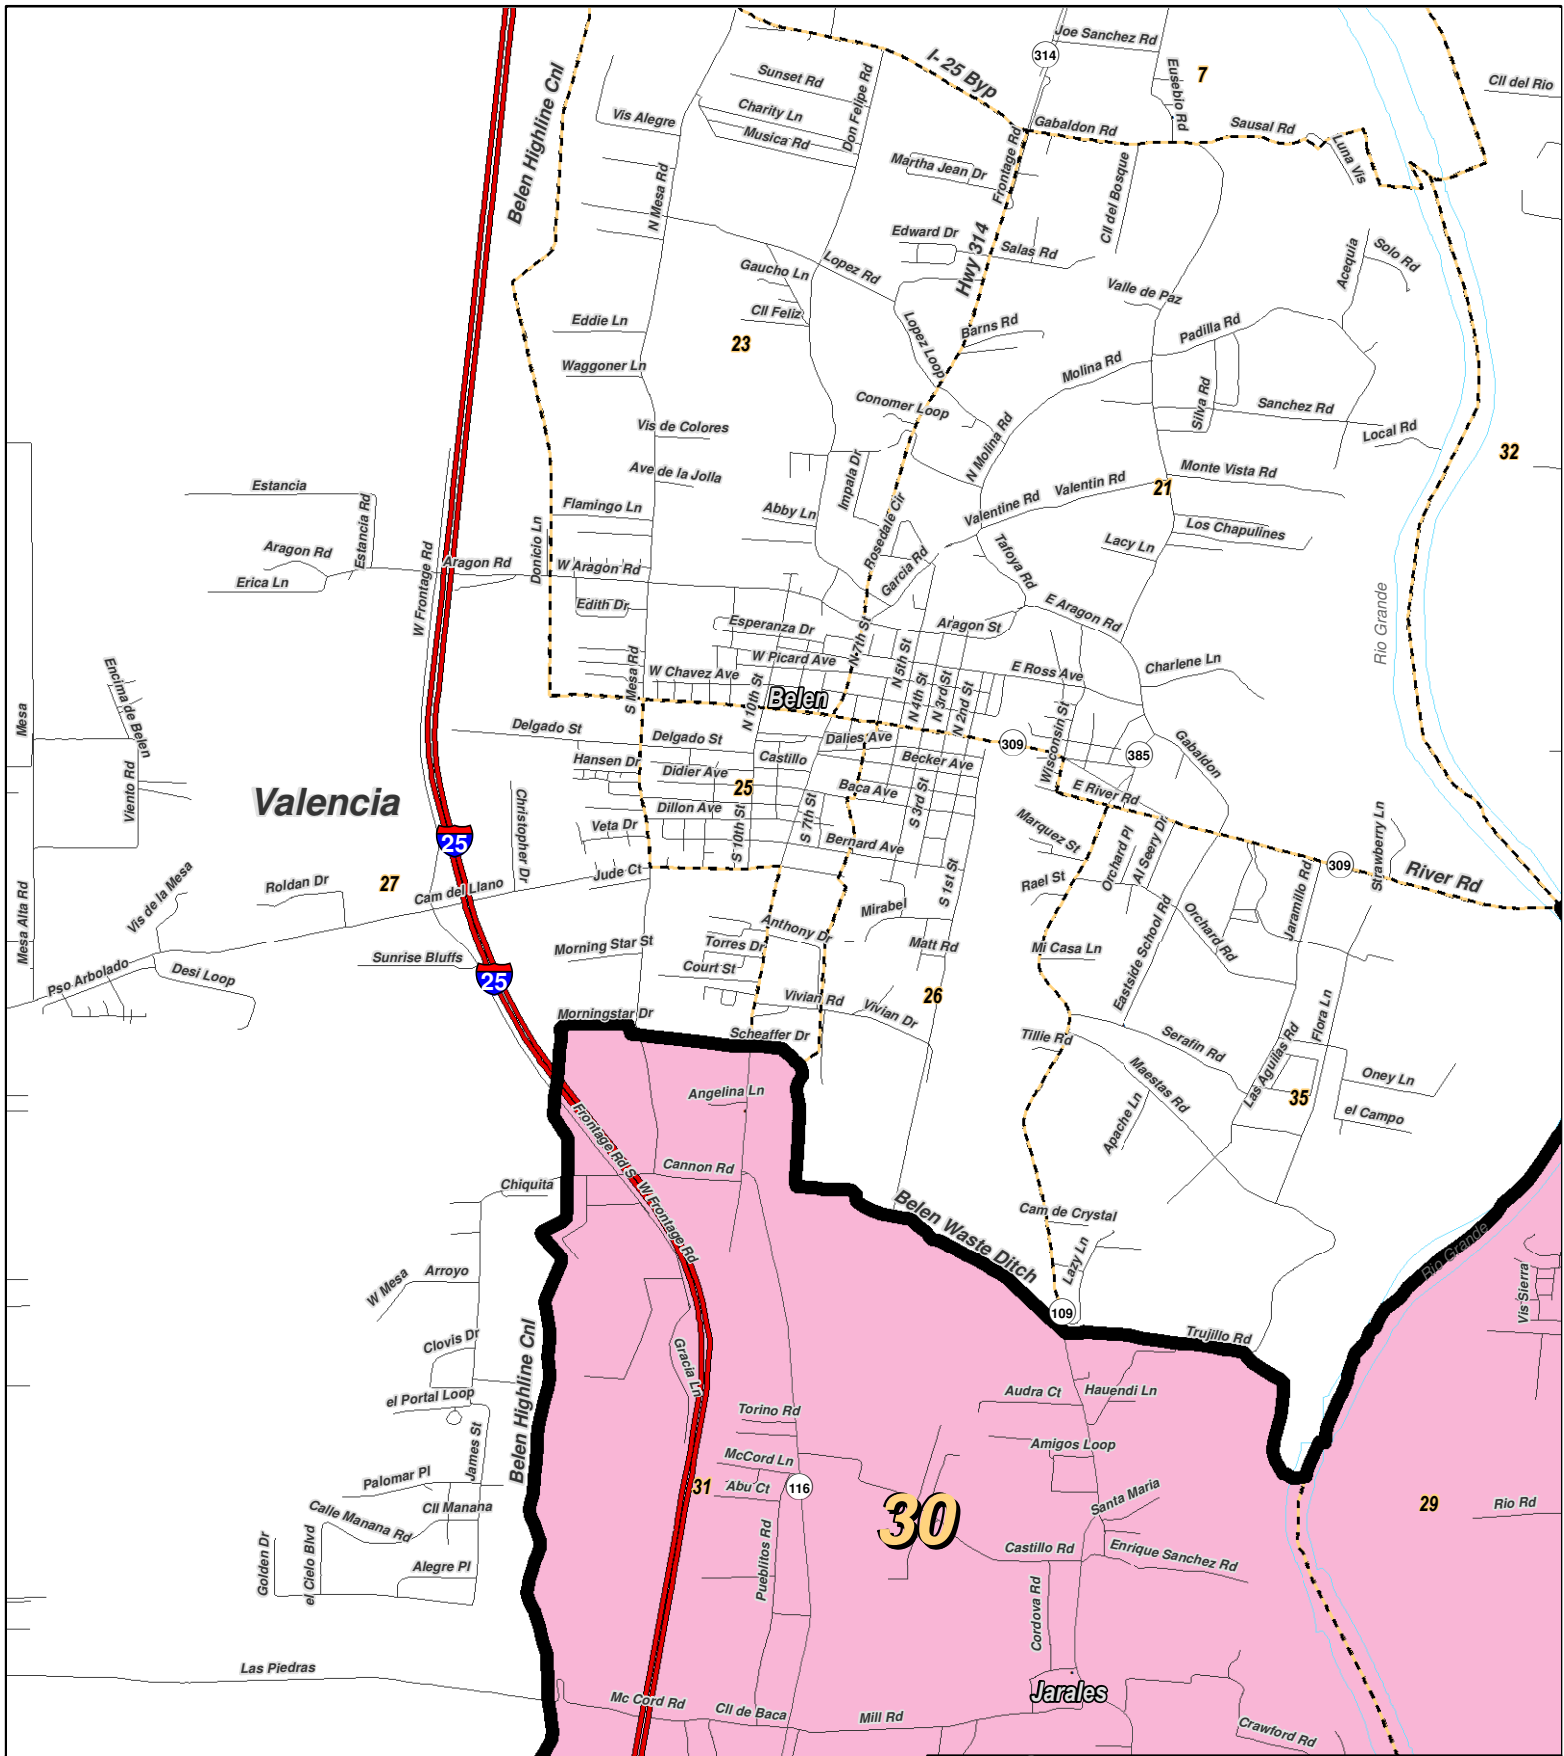 Joe Sanchez Rd
314
I- 25 Byp
7
Sunset Rd
Don Felipe Rd
Eusebio Rd
Cll del Rio
Belen Highline Cnl
Vis Alegre
Charity Ln
Musica Rd
Gabaldon Rd
Sausal Rd
Luna Vis
Frontage Rd
Martha Jean Dr
N Mesa Rd
Cll del Bosque
Edward Dr
Salas Rd
Hwy 314
Acequia
Solo Rd
Gaucho Ln
Lopez Rd
Valle de Paz
Cll Feliz
Eddie Ln
23
Lopez Loop
Barns Rd
Padilla Rd
Waggoner Ln
Molina Rd
Silva Rd
Conomer Loop
Sanchez Rd
Vis de Colores
N Molina Rd
Local Rd
32
Ave de la Jolla
Impala Dr
Monte Vista Rd
Estancia
Valentin Rd
21
Flamingo Ln
Abby Ln
Valentine Rd
Estancia Rd
Rosedale Cir
Los Chapulines
Lacy Ln
Donicio Ln
Aragon Rd
Aragon Rd
W Aragon Rd
Garcia Rd
Tafoya Rd
Erica Ln
W Frontage Rd
Edith Dr
E Aragon Rd
Rio Grande
Esperanza Dr
Aragon St
N 7th St
W Picard Ave
N 5th St
E Ross Ave
Charlene Ln
Encima de Belen
S Mesa Rd
W Chavez Ave
N 10th St
Belen
N 4th St
N 3rd St
N 2nd St
Wisconsin St
Mesa
Delgado St
Delgado St
Dalies Ave
309
385
Gabaldon
Hansen Dr
Didier Ave
Castillo
Becker Ave
Viento Rd
25
Baca Ave
E River Rd
Valencia
Christopher Dr
Dillon Ave
S 10th St
S 7th St
S 3rd St
25
Veta Dr
Bernard Ave
Marquez St
Orchard Pl
Al Seery Dr
Strawberry Ln
309
River Rd
Roldan Dr
27
Cam del Llano
Jude Ct
S 1st St
Rael St
Jaramillo Rd
Mesa Alta Rd
Vis de la Mesa
Mirabel
Eastside School Rd
Orchard Rd
Anthony Dr
Morning Star St
Torres Dr
Matt Rd
Mi Casa Ln
Sunrise Bluffs
Court St
Pso Arbolado
Desi Loop
25
Vivian Rd
Vivian Dr
26
Flora Ln
Morningstar Dr
Scheaffer Dr
Tillie Rd
Serafin Rd
Maestas Rd
Las Aguilas Rd
Oney Ln
Angelina Ln
35
el Campo
Frontage Rd S
Apache Ln
Cannon Rd
Chiquita
W Frontage Rd
Belen Waste Ditch
Cam de Crystal
Lazy Ln
Rio Grande
W Mesa
Arroyo
Vis Sierra
109
Clovis Dr
Trujillo Rd
Belen Highline Cnl
Gracia Ln
el Portal Loop
Audra Ct
Hauendi Ln
Torino Rd
James St
Amigos Loop
McCord Ln
Palomar Pl
31
Abu Ct
116
Santa Maria
30
29
Rio Rd
Calle Manana Rd
Cll Manana
Golden Dr
el Cielo Blvd
Pueblitos Rd
Castillo Rd
Enrique Sanchez Rd
Alegre Pl
Cordova Rd
Las Piedras
Mc Cord Rd
Cll de Baca
Mill Rd
Jarales
Crawford Rd